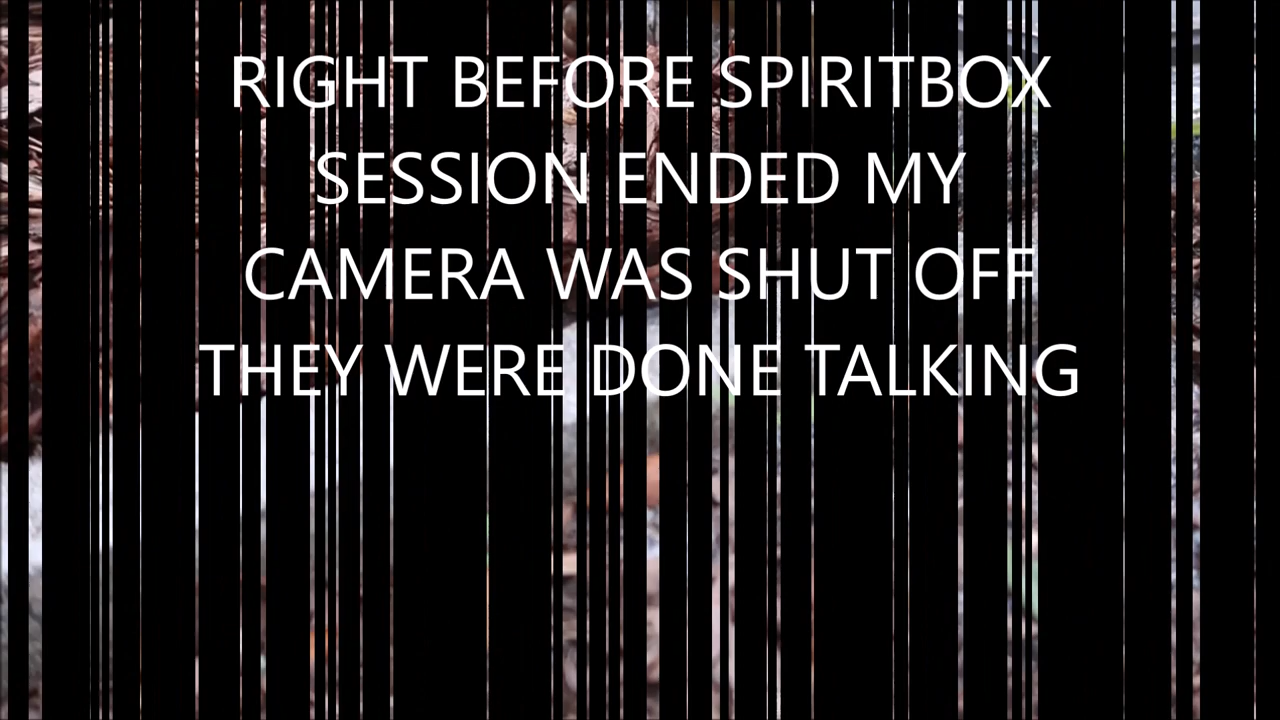 RIGHT BEFORE SPIRITBOX
SESSION ENDED MY
CAMERA WAS SHUT OFF
THEY WERE DONE TALKING